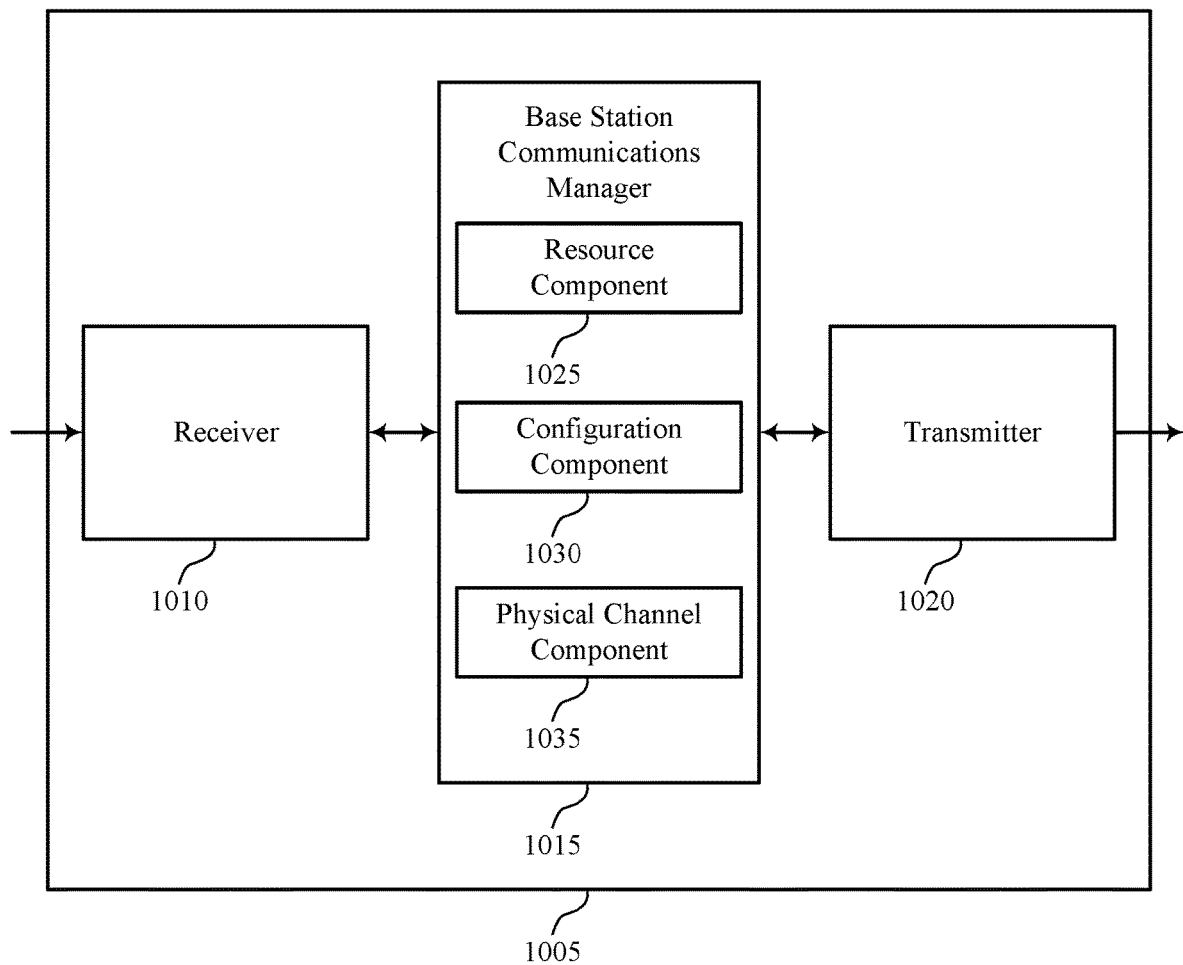 Base Station
Communications
Manager
Resource
Component
1025
Receiver
1010
Configuration
Component
1030
Transmitter
1020
Physical Channel
Component
1035
1015
1005